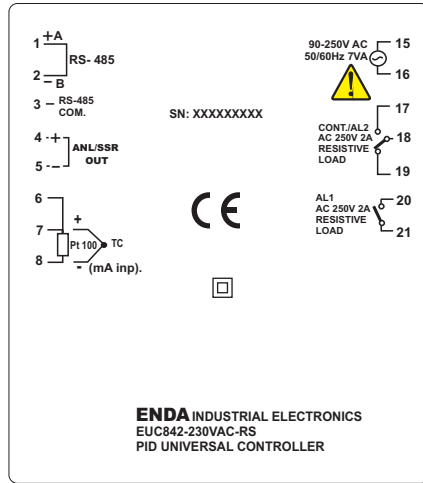 1 +A
RS- 485
2 – B
3 – RS-485
COM.
SN: XXXXXXXXX
4 - +
ANL/SSR
OUT
5 - -
6
7 +
Pt 100 TC
8 - (mA inp).
90-250V AC
50/60Hz 7VA
15
16
17
CONT./AL2
AC 250V 2A
RESISTIVE
LOAD
18
19
AL1
AC 250V 2A
RESISTIVE
LOAD
20
21
CE
ENDA INDUSTRIAL ELECTRONICS
EUC842-230VAC-RS
PID UNIVERSAL CONTROLLER